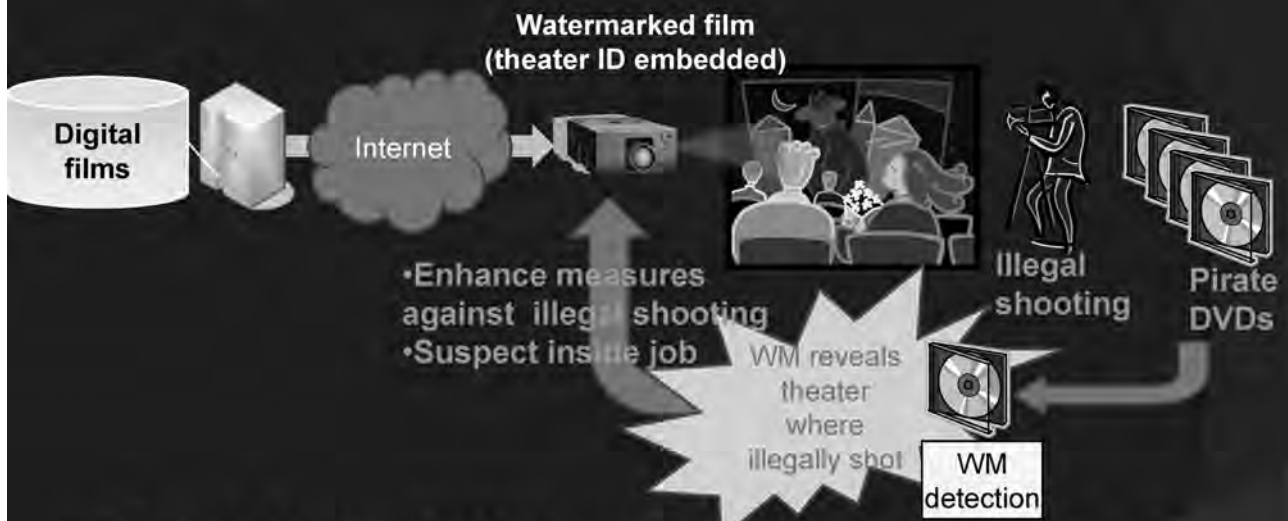 Watermarked film
(theater ID embedded)
Digital
films
Internet
•Enhance measures
against illegal shooting
•Suspect inside job
Illegal
shooting
Pirate
DVDs
WM reveals
theater
where
illegally shot
WM
detection